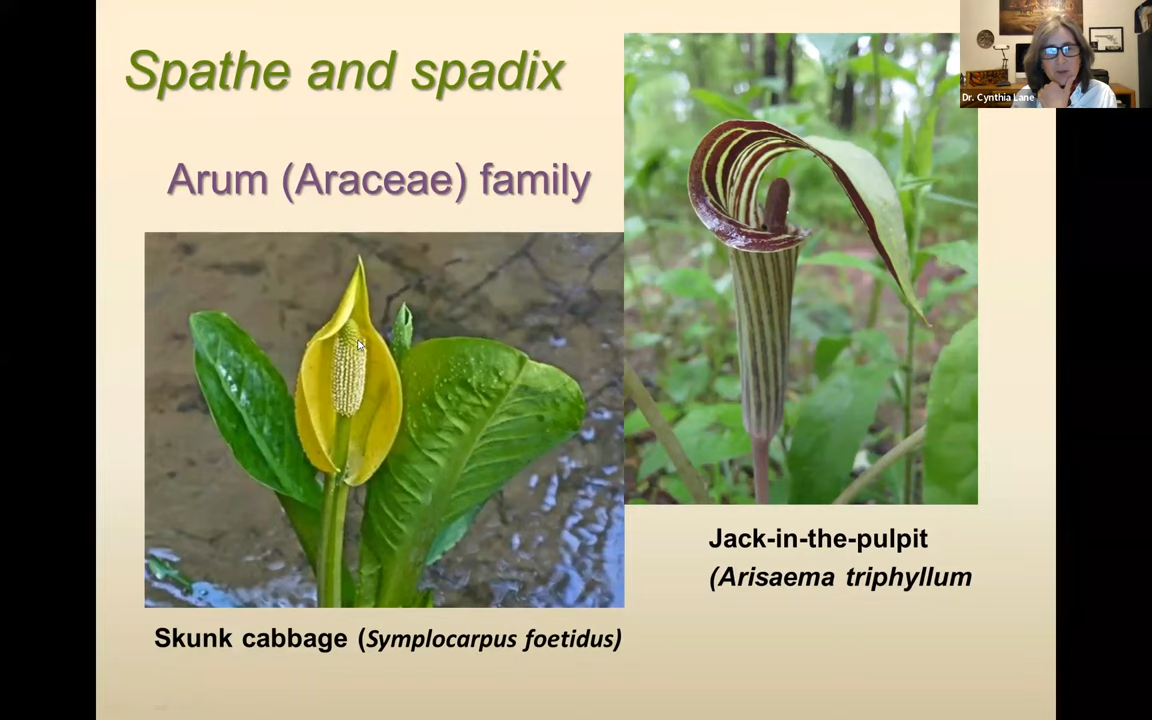 Spathe and spadix
Arum (Araceae) family
Dr. Cynthia Lane
Jack-in-the-pulpit
(Arisaema triphyllum
Skunk cabbage (Symplocarpus foetidus)